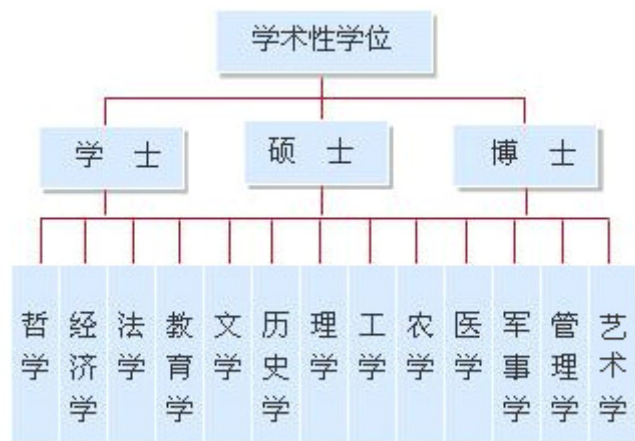 学术性学位
学 士
硕 士
博 士
哲学
经济学
法学
教育学
文学
历史学
理学
工学
农学
医学
军事学
管理学
艺术学